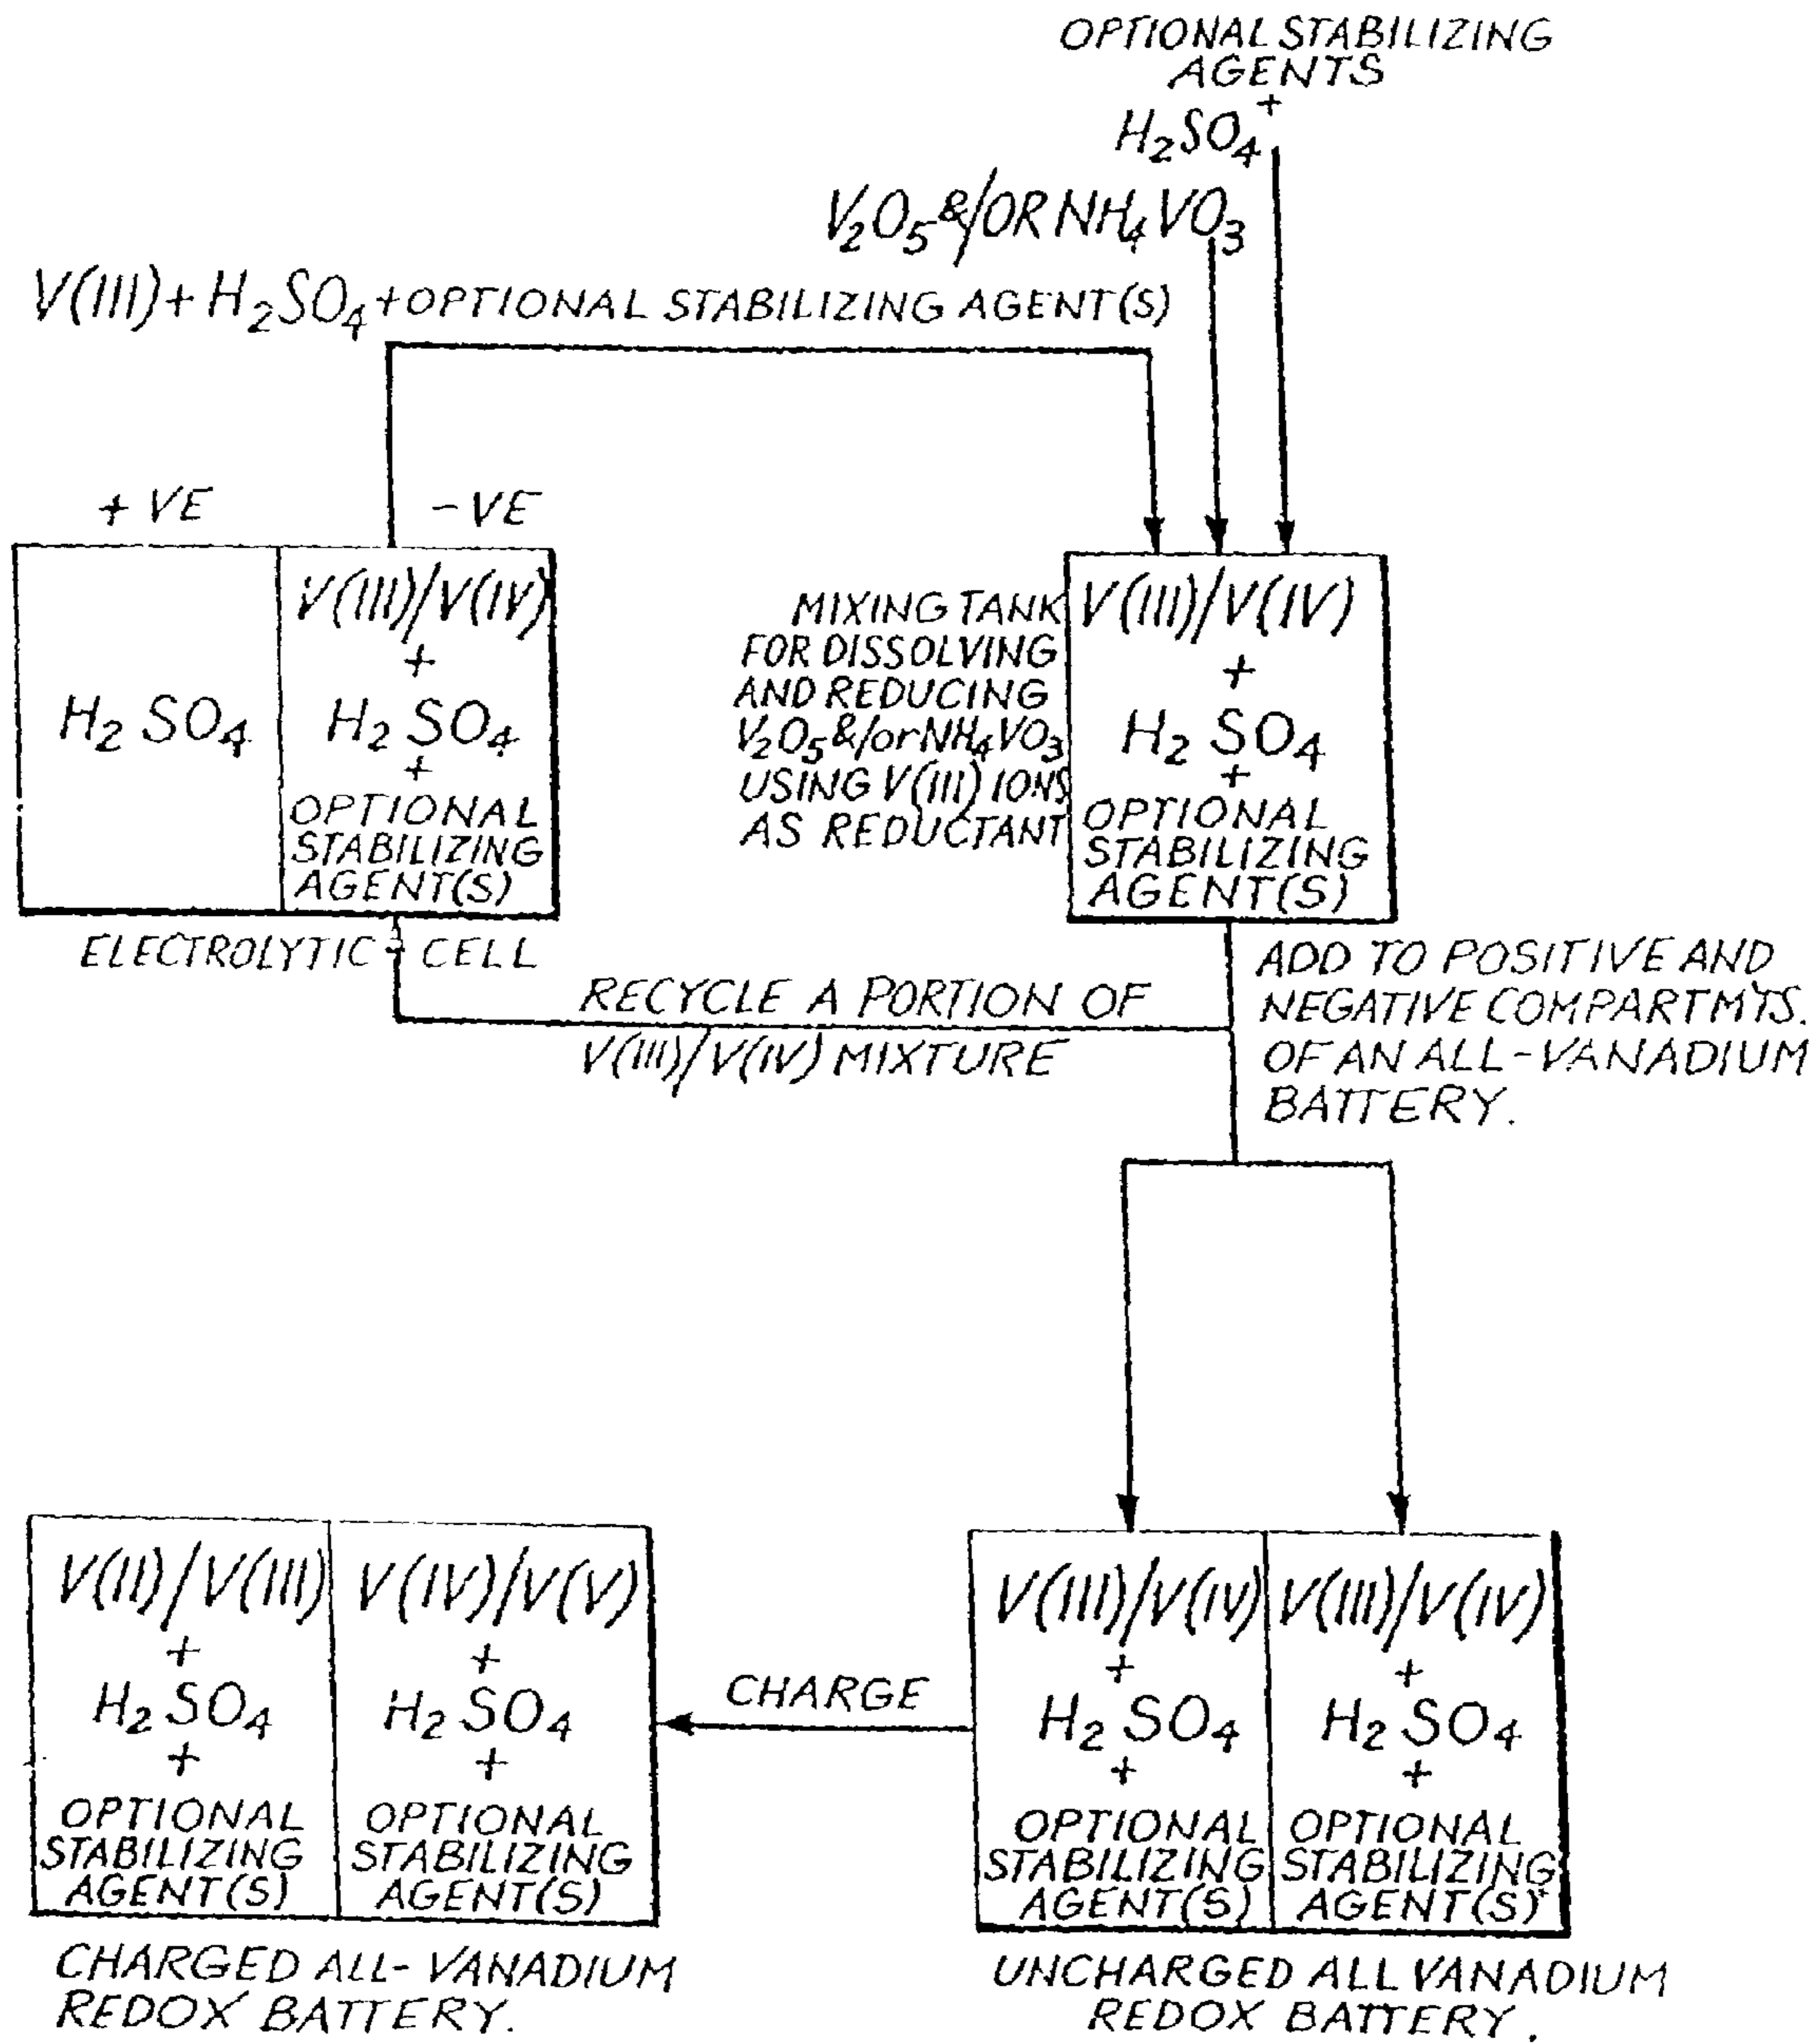 OPTIONAL STABILIZING
AGENTS
+
H2SO4
V2O5 &/OR NH4VO3
V(III) + H2SO4 + OPTIONAL STABILIZING AGENT(S)
+ VE
- VE
H2SO4
V(III)/V(IV)
+
H2SO4
+
OPTIONAL
STABILIZING
AGENT(S)
ELECTROLYTIC CELL
MIXING TANK
FOR DISSOLVING
AND REDUCING
V2O5 &/or NH4VO3
USING V(III) IONS
AS REDUCTANT
V(III)/V(IV)
+
H2SO4
+
OPTIONAL
STABILIZING
AGENT(S)
RECYCLE A PORTION OF
V(III)/V(IV) MIXTURE
ADD TO POSITIVE AND
NEGATIVE COMPARTMTS.
OF AN ALL-VANADIUM
BATTERY.
V(II)/V(III)
+
H2SO4
+
OPTIONAL
STABILIZING
AGENT(S)
V(IV)/V(V)
+
H2SO4
+
OPTIONAL
STABILIZING
AGENT(S)
CHARGED ALL-VANADIUM
REDOX BATTERY.
CHARGE
V(III)/V(IV)
+
H2SO4
+
OPTIONAL
STABILIZING
AGENT(S)
V(III)/V(IV)
+
H2SO4
+
OPTIONAL
STABILIZING
AGENT(S)
UNCHARGED ALL VANADIUM
REDOX BATTERY.